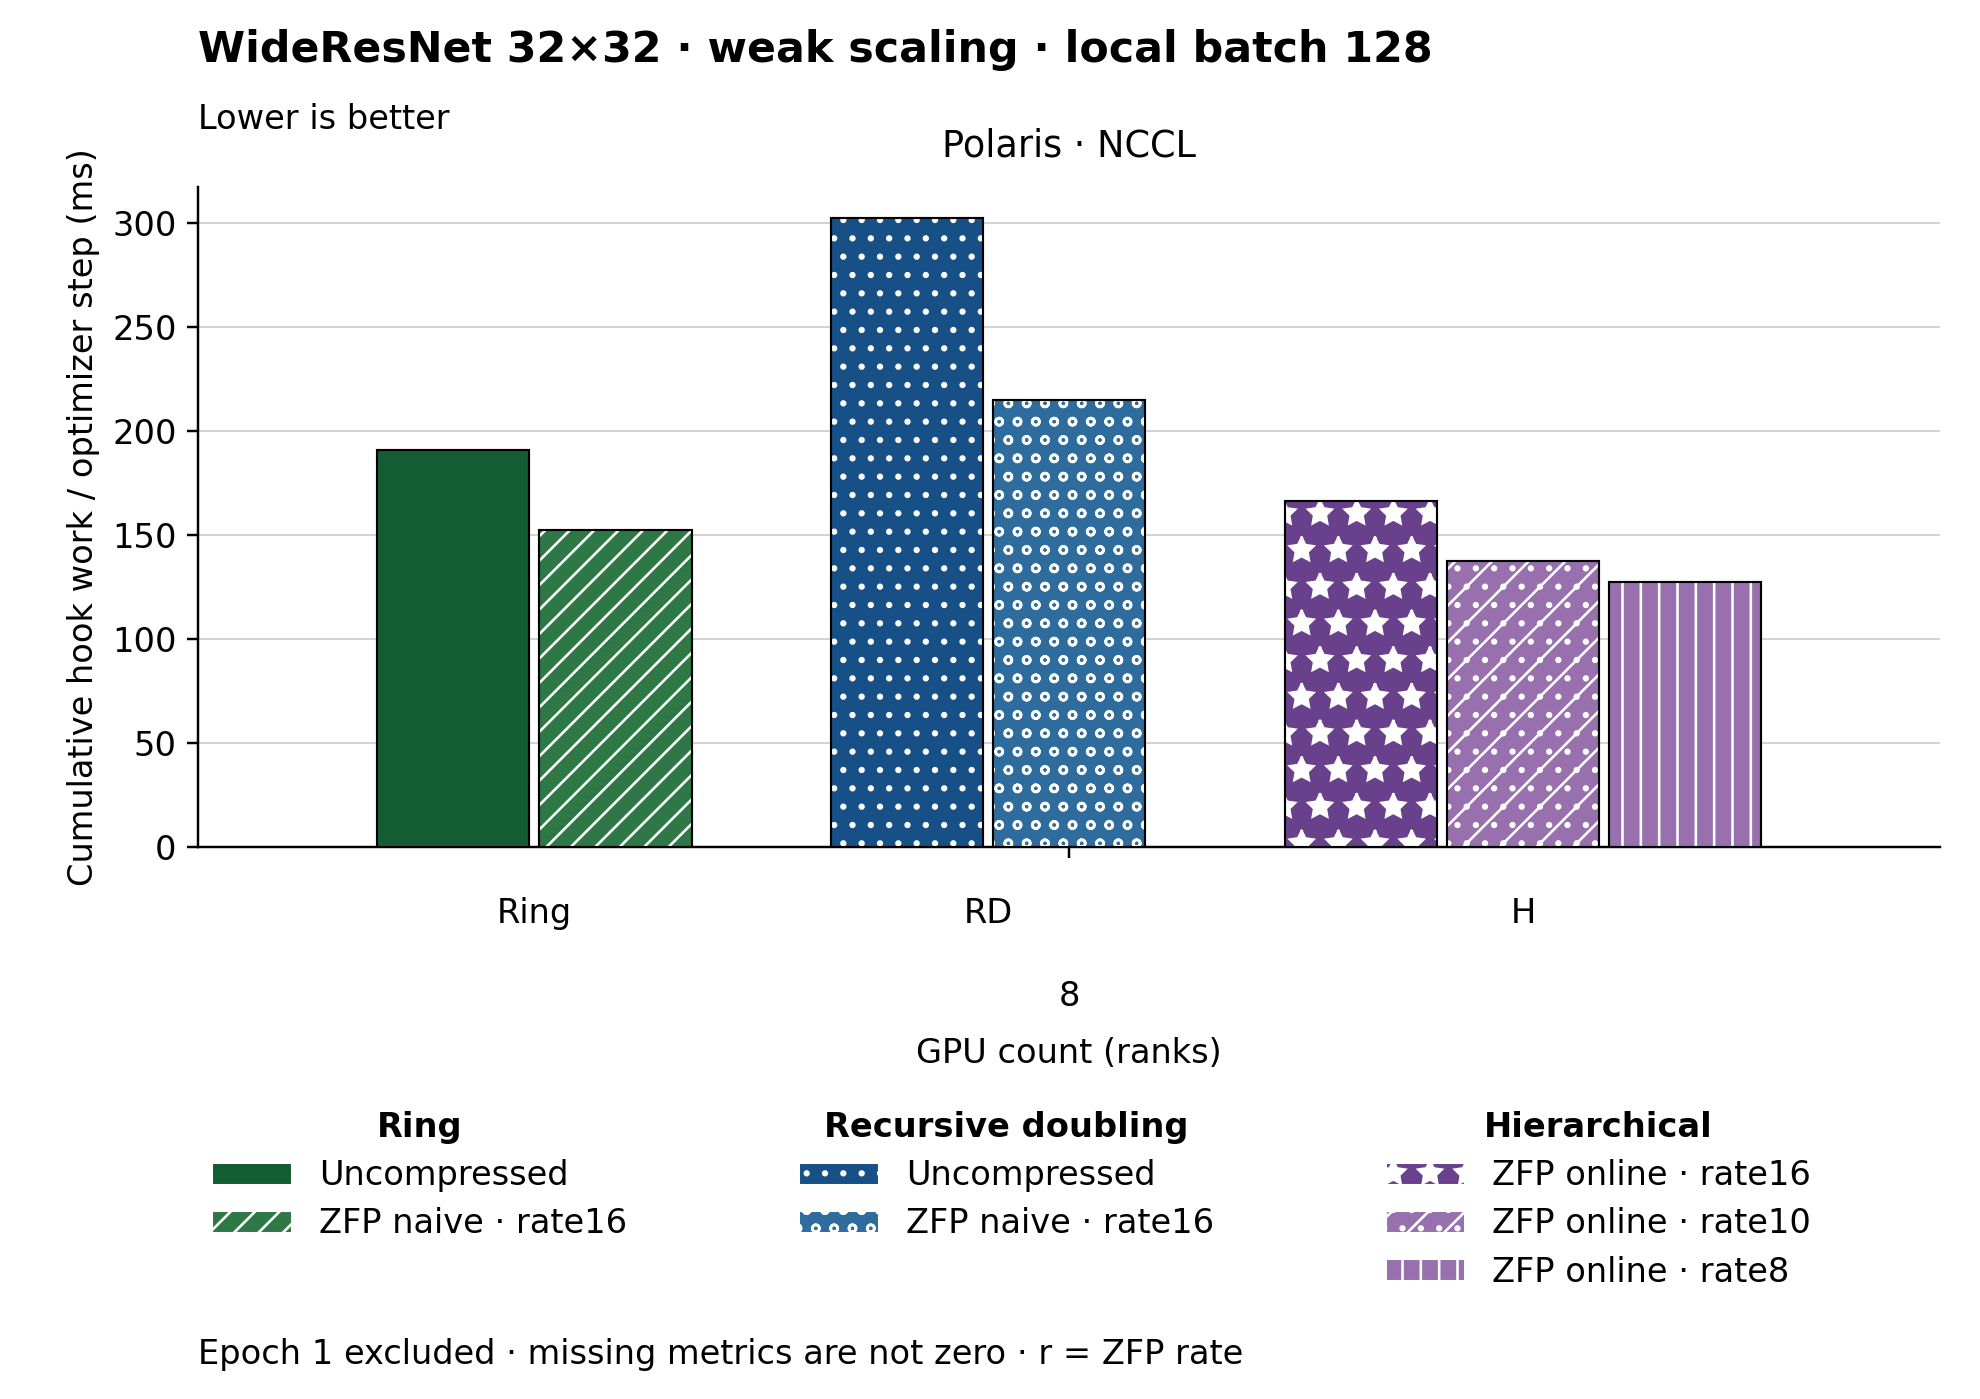 WideResNet 32×32 · weak scaling · local batch 128
Lower is better
Polaris · NCCL
Cumulative hook work / optimizer step (ms)
300
250
200
150
100
50
0
Ring RD H
8
GPU count (ranks)
Ring
Uncompressed
ZFP naive · rate16
Recursive doubling
Uncompressed
ZFP naive · rate16
Hierarchical
ZFP online · rate16
ZFP online · rate10
ZFP online · rate8
Epoch 1 excluded · missing metrics are not zero · r = ZFP rate